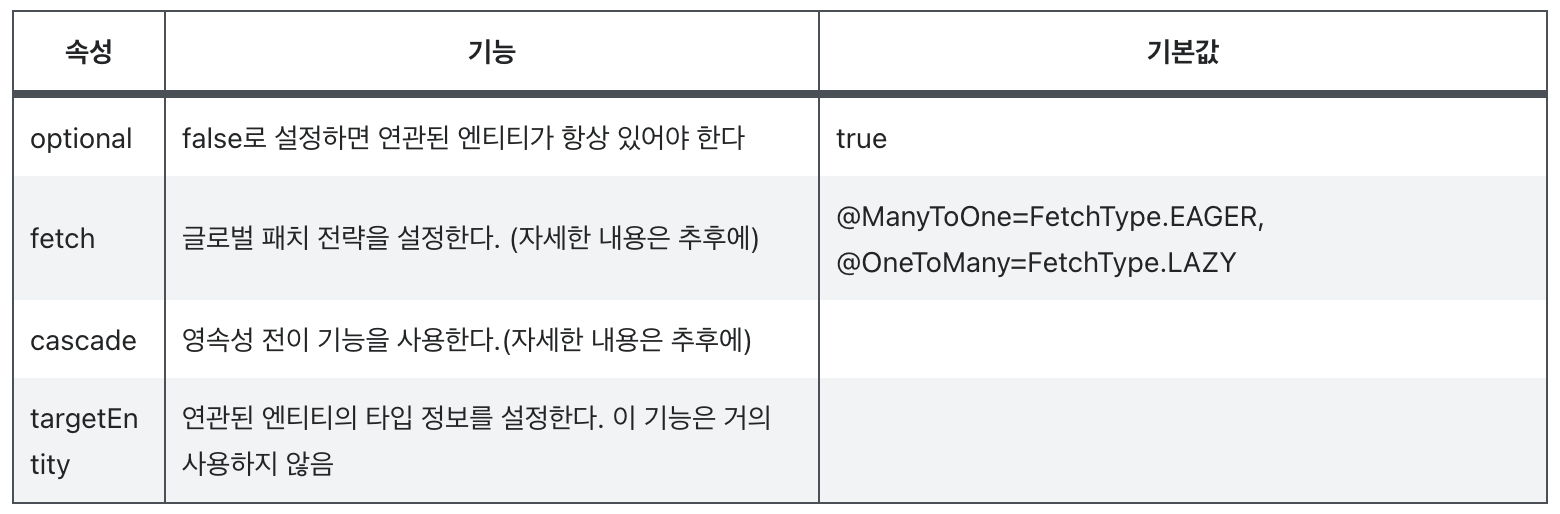 속성 기능 기본값
optional false로 설정하면 연관된 엔티티가 항상 있어야 한다 true
fetch 글로벌 패치 전략을 설정한다. (자세한 내용은 추후에) @ManyToOne=FetchType.EAGER,
@OneToMany=FetchType.LAZY
cascade 영속성 전이 기능을 사용한다.(자세한 내용은 추후에)
targetEn 연관된 엔티티의 타입 정보를 설정한다. 이 기능은 거의
tity 사용하지 않음